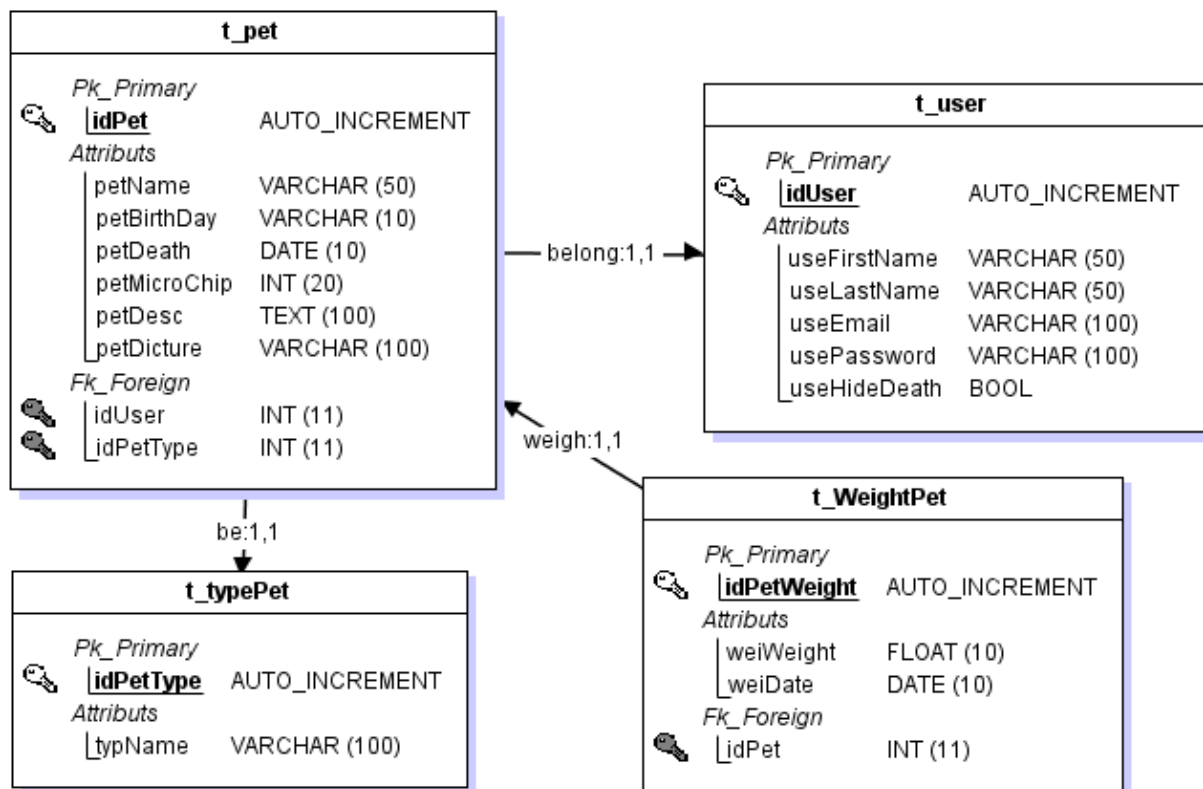 t_pet
Pk_Primary
idPet AUTO_INCREMENT
Attributs
petName VARCHAR (50)
petBirthDay VARCHAR (10)
petDeath DATE (10)
petMicroChip INT (20)
petDesc TEXT (100)
petDicture VARCHAR (100)
Fk_Foreign
idUser INT (11)
idPetType INT (11)
belong:1,1
t_user
Pk_Primary
idUser AUTO_INCREMENT
Attributs
useFirstName VARCHAR (50)
useLastName VARCHAR (50)
useEmail VARCHAR (100)
usePassword VARCHAR (100)
useHideDeath BOOL
weigh:1,1
be:1,1
t_typePet
Pk_Primary
idPetType AUTO_INCREMENT
Attributs
typName VARCHAR (100)
t_WeightPet
Pk_Primary
idPetWeight AUTO_INCREMENT
Attributs
weiWeight FLOAT (10)
weiDate DATE (10)
Fk_Foreign
idPet INT (11)